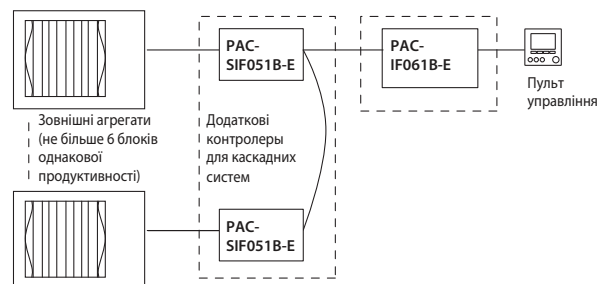 PAC-
SIF051B-E
PAC-
IF061B-E
Пульт
управління
Зовнішні агрегати
(не більше 6 блоків
однакової
продуктивності)
Додаткові
контролеры
для каскадних
систем
PAC-
SIF051B-E